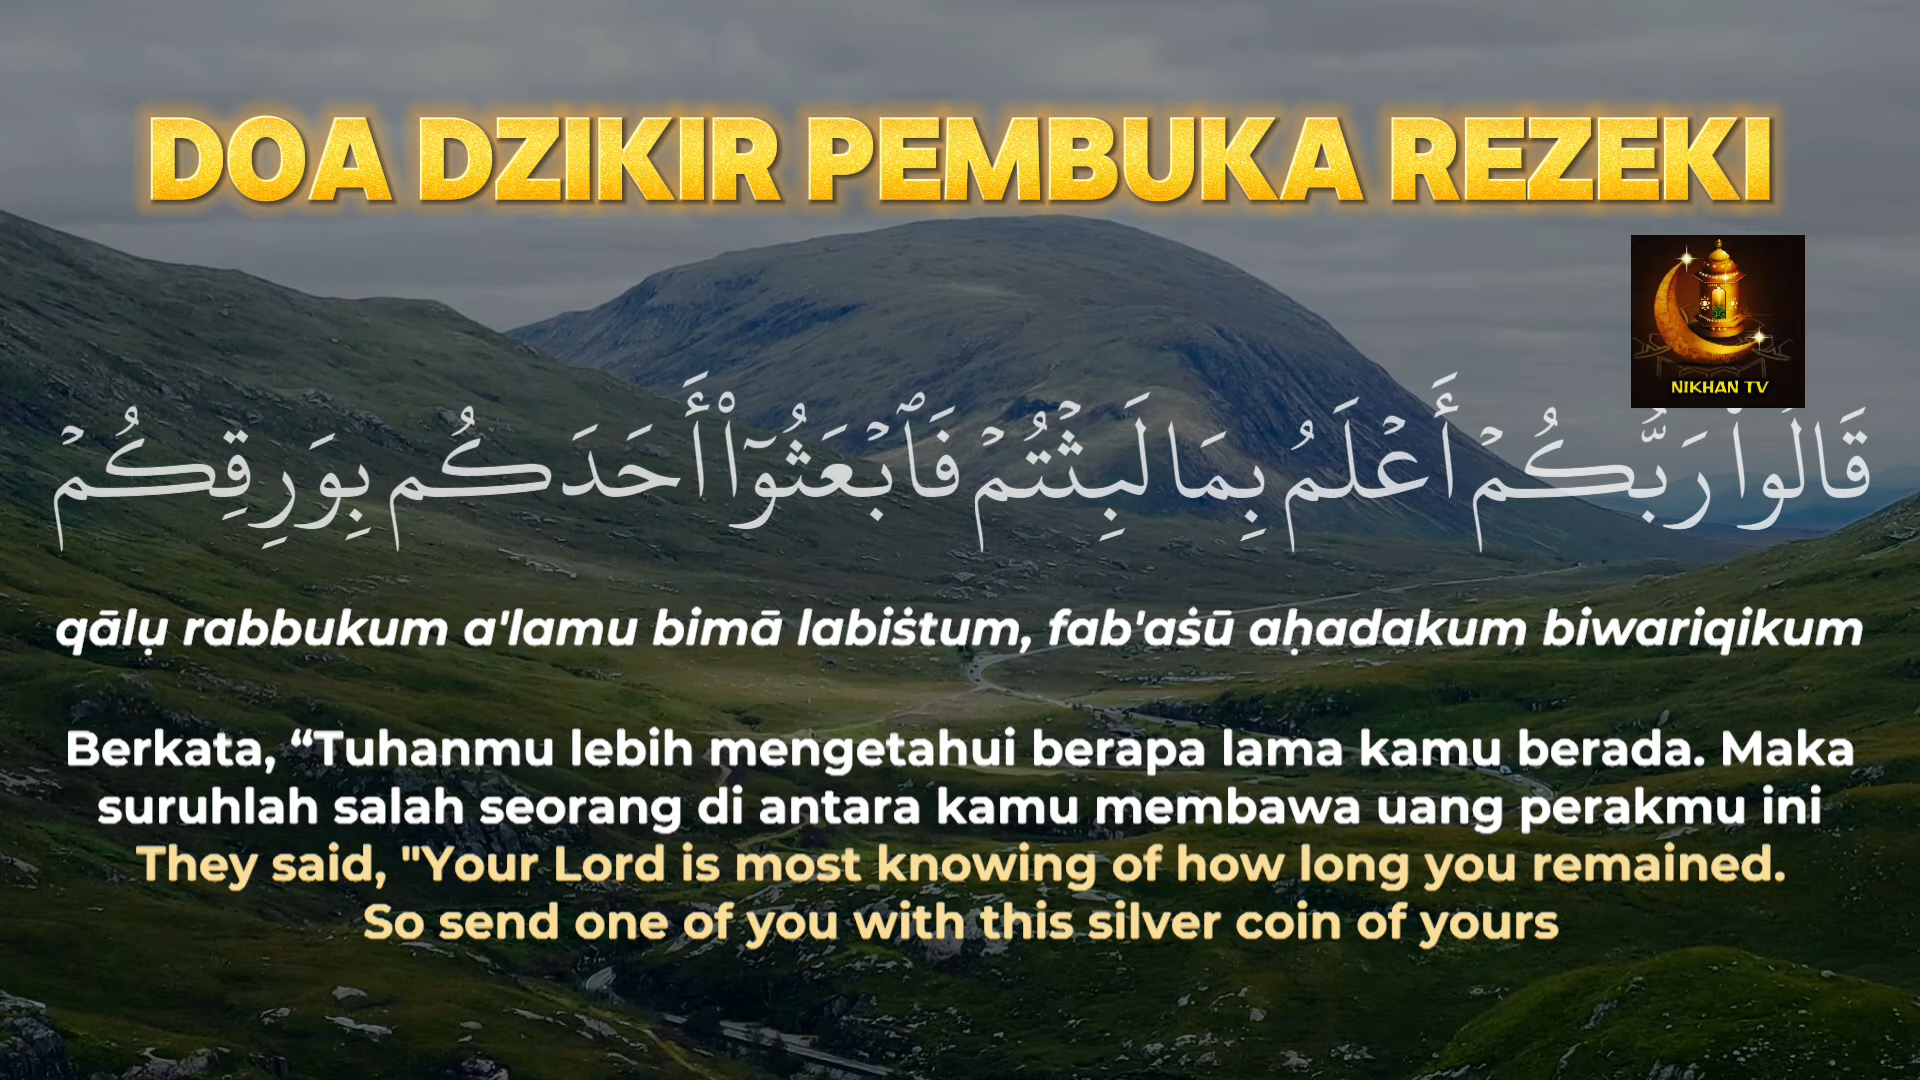 DOA DZIKIR PEMBUKA REZEKI
NIKHAN TV
قَالُوا۟ رَبُّكُمْ أَعْلَمُ بِمَا لَبِثْتُمْ فَٱبْعَثُوٓا۟ أَحَدَكُم بِوَرِقِكُمْ
qālụ rabbukum a'lamu bimā labiṡtum, fab'aṡū aḥadakum biwariqikum
Berkata, “Tuhanmu lebih mengetahui berapa lama kamu berada. Maka
suruhlah salah seorang di antara kamu membawa uang perakmu ini
They said, "Your Lord is most knowing of how long you remained.
So send one of you with this silver coin of yours